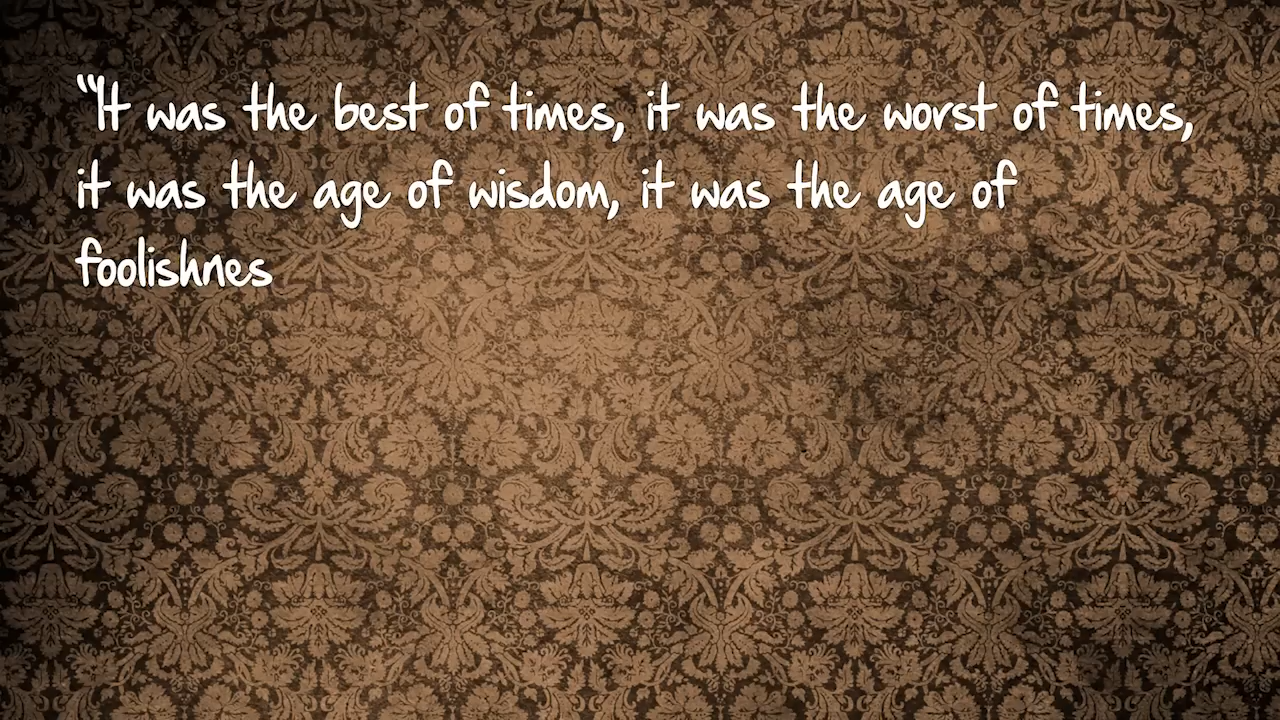 “It was the best of times, it was the worst of times,
it was the age of wisdom, it was the age of
foolishnes